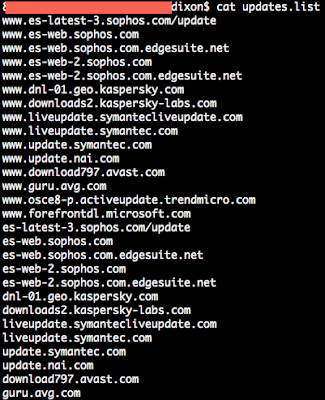 dixon$ cat updates.list
www.es-latest-3.sophos.com/update
www.es-web.sophos.com
www.es-web.sophos.com.edgesuite.net
www.es-web-2.sophos.com
www.es-web-2.sophos.com.edgesuite.net
www.dnl-01.geo.kaspersky.com
www.downloads2.kaspersky-labs.com
www.liveupdate.symantecliveupdate.com
www.liveupdate.symantec.com
www.update.symantec.com
www.update.nai.com
www.download797.avast.com
www.guru.avg.com
www.osce8-p.activeupdate.trendmicro.com
www.forefrontdl.microsoft.com
es-latest-3.sophos.com/update
es-web.sophos.com
es-web.sophos.com.edgesuite.net
es-web-2.sophos.com
es-web-2.sophos.com.edgesuite.net
dnl-01.geo.kaspersky.com
downloads2.kaspersky-labs.com
liveupdate.symantecliveupdate.com
liveupdate.symantec.com
update.symantec.com
update.nai.com
download797.avast.com
guru.avg.com